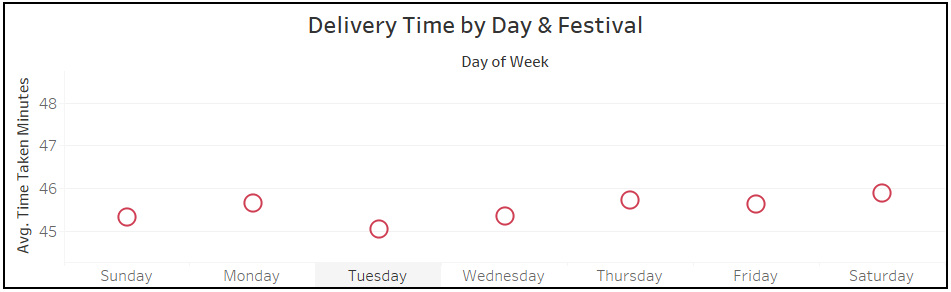 Delivery Time by Day & Festival
Day of Week
Avg. Time Taken Minutes
48
47
46
45
Sunday Monday Tuesday Wednesday Thursday Friday Saturday